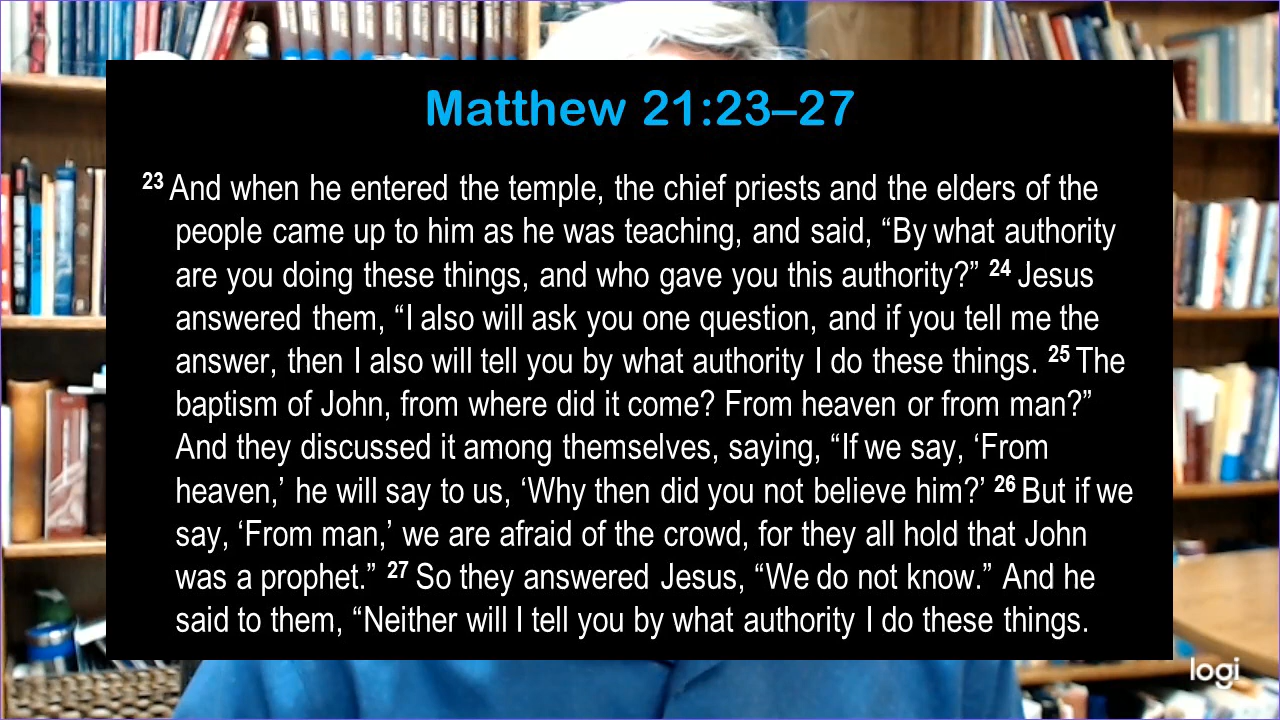 Matthew 21:23–27
23 And when he entered the temple, the chief priests and the elders of the
people came up to him as he was teaching, and said, “By what authority
are you doing these things, and who gave you this authority?” 24 Jesus
answered them, “I also will ask you one question, and if you tell me the
answer, then I also will tell you by what authority I do these things. 25 The
baptism of John, from where did it come? From heaven or from man?”
And they discussed it among themselves, saying, “If we say, ‘From
heaven,’ he will say to us, ‘Why then did you not believe him?’ 26 But if we
say, ‘From man,’ we are afraid of the crowd, for they all hold that John
was a prophet.” 27 So they answered Jesus, “We do not know.” And he
said to them, “Neither will I tell you by what authority I do these things.
logi